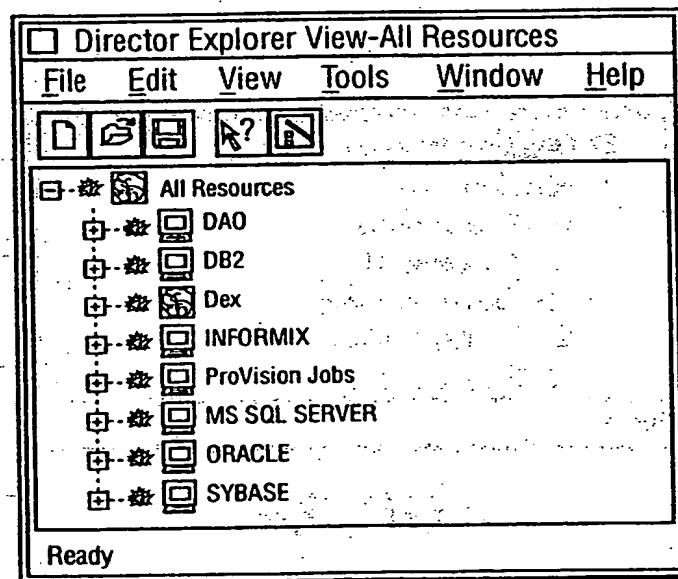 Director Explorer View-All Resources
File Edit View Tools Window Help
?
All Resources
DAO
DB2
Dex
INFORMIX
ProVision Jobs
MS SQL SERVER
ORACLE
SYBASE
Ready